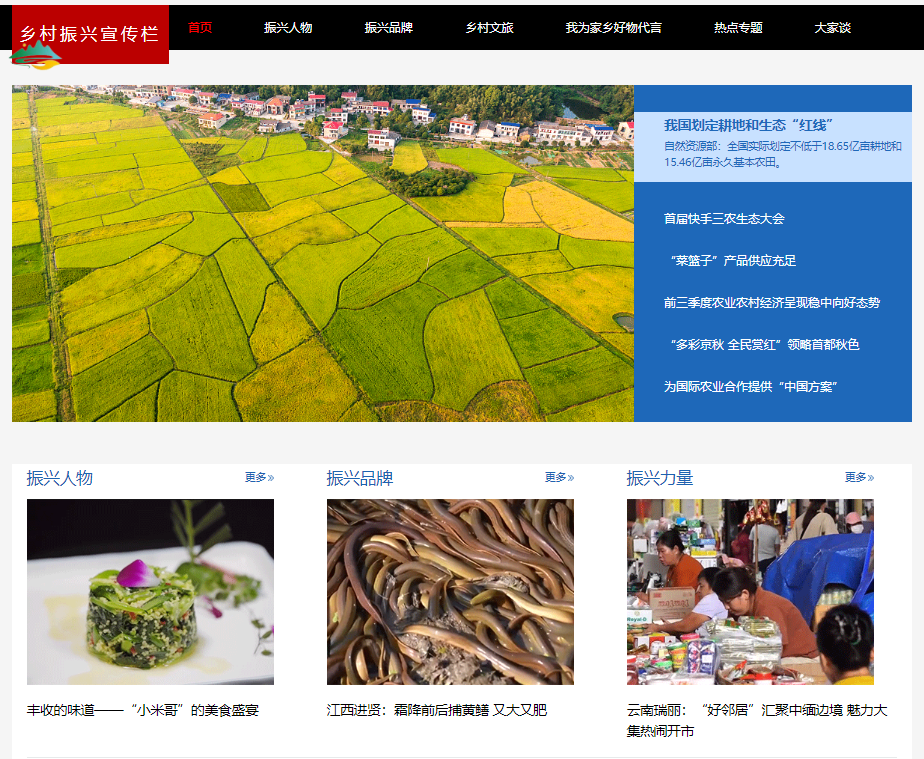 乡村振兴宣传栏
首页 振兴人物 振兴品牌 乡村文旅 我为家乡好物代言 热点专题 大家谈
我国划定耕地和生态“红线”
自然资源部：全国实际划定不低于18.65亿亩耕地和
15.46亿亩永久基本农田。
首届快手三农生态大会
“菜篮子”产品供应充足
前三季度农业农村经济呈现稳中向好态势
“多彩京秋 全民赏红”领略首都秋色
为国际农业合作提供“中国方案”
振兴人物 更多»
振兴品牌 更多»
振兴力量 更多»
丰收的味道——“小米哥”的美食盛宴
江西进贤：霜降前后捕黄鳝 又大又肥
云南瑞丽：“好邻居”汇聚中缅边境 魅力大
集热闹开市